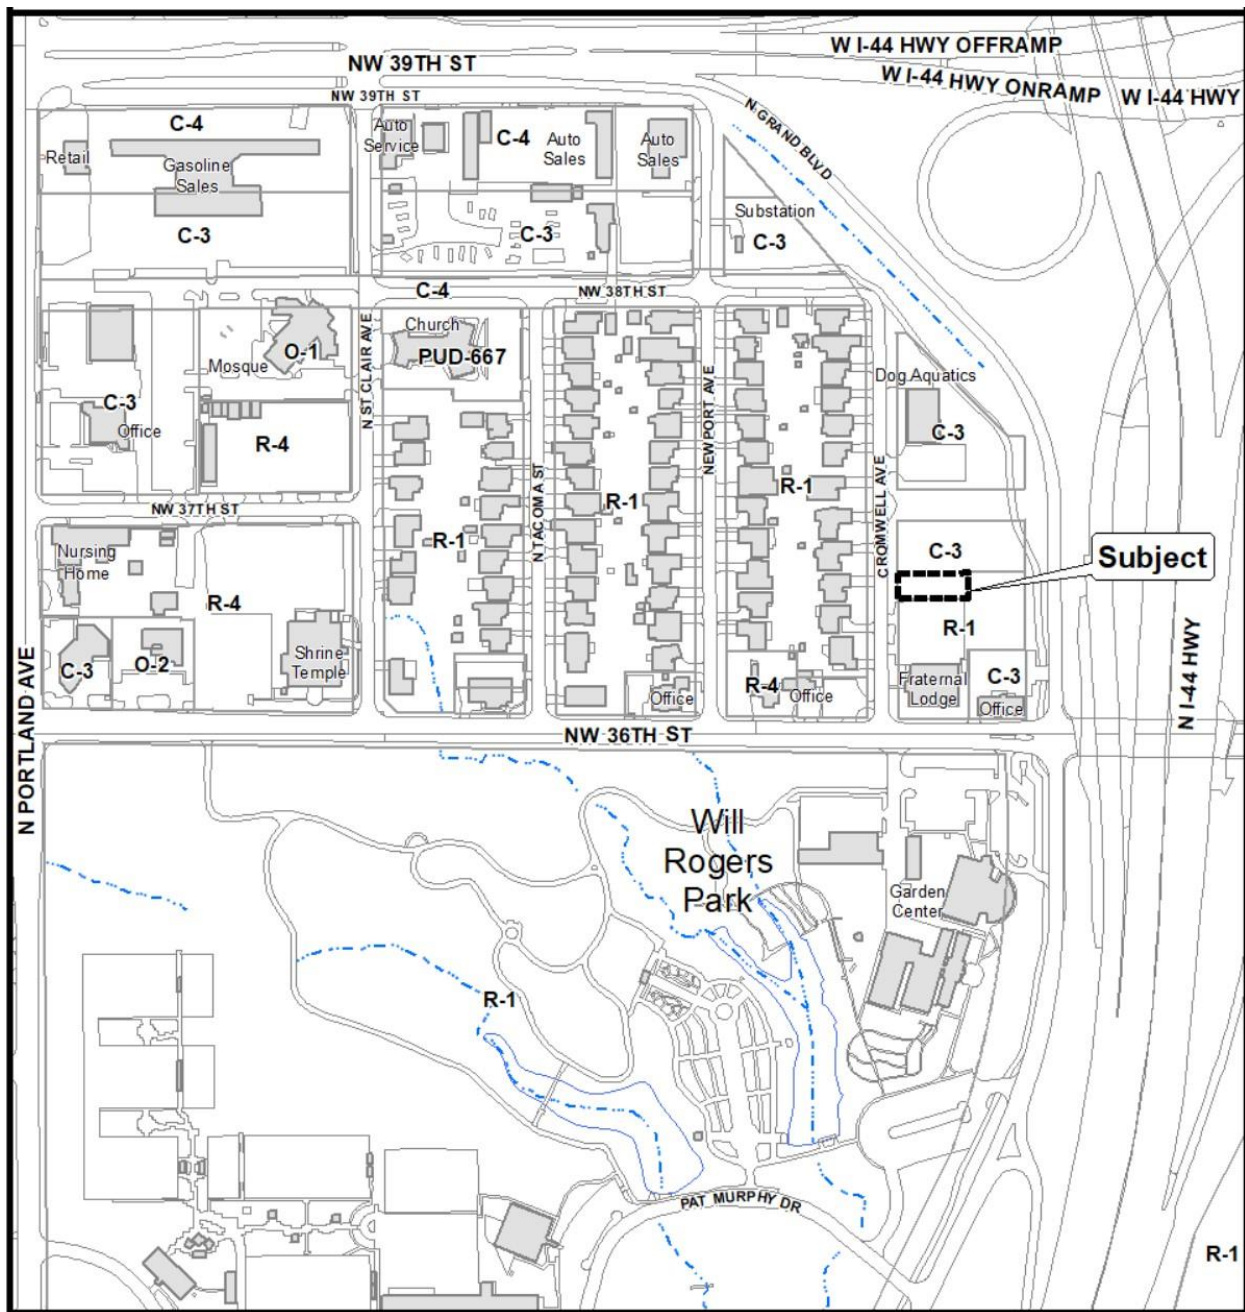 W I-44 HWY OFFRAMP
NW 39TH ST
W I-44 HWY ONRAMP
W I-44 HWY
NW 39TH ST
N GRAND BLVD
C-4
Auto
Service
C-4
Auto
Sales
Auto
Sales
Retail
Gasoline
Sales
Substation
C-3
C-3
C-3
C-4
NW 38TH ST
N ST CLAIR AVE
Church
PUD-667
O-1
Mosque
Dog Aquatics
C-3
Office
NEWPORT AVE
C-3
R-4
N TACOMA ST
CROMWELL AVE
R-1
R-1
NW 37TH ST
R-1
Nursing
Home
C-3
Subject
R-4
R-1
N PORTLAND AVE
Shrine
Temple
C-3
O-2
R-4
Office
Office
Fraternal
Lodge
C-3
Office
N I-44 HWY
NW 36TH ST
Will
Rogers
Park
Garden
Center
R-1
PAT MURPHY DR
R-1